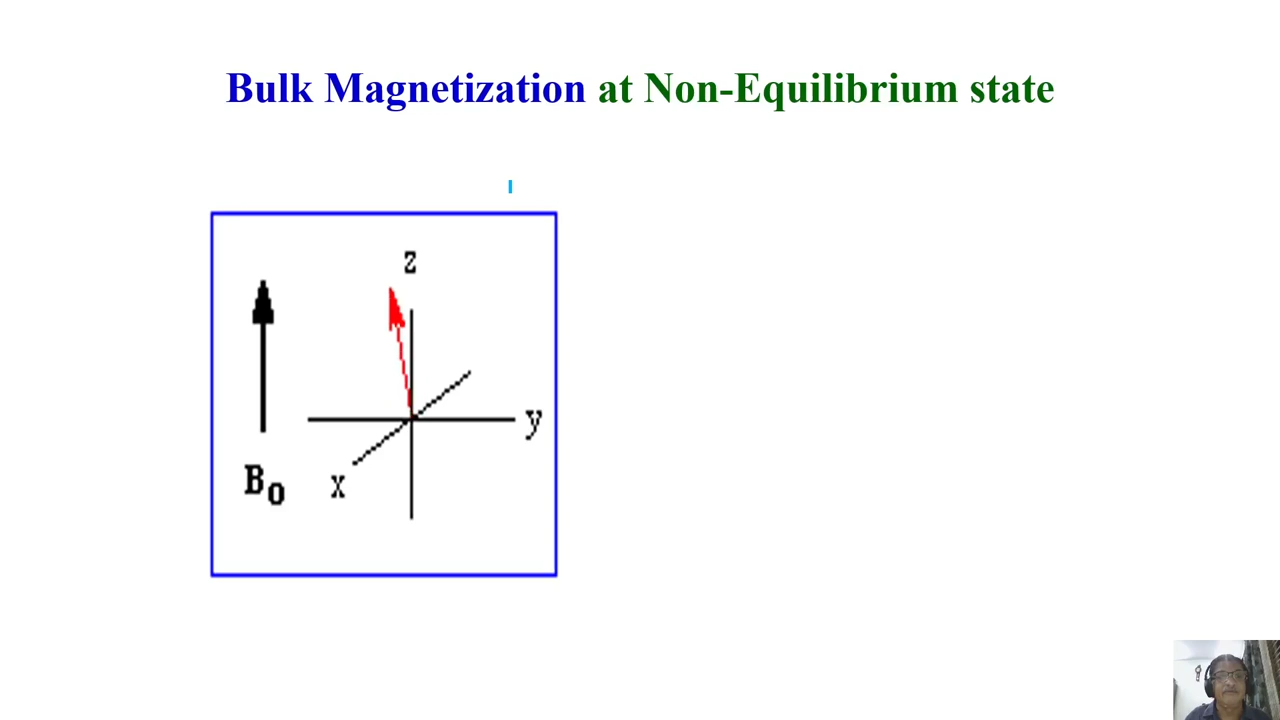 Bulk Magnetization at Non-Equilibrium state
z
y
B₀
x